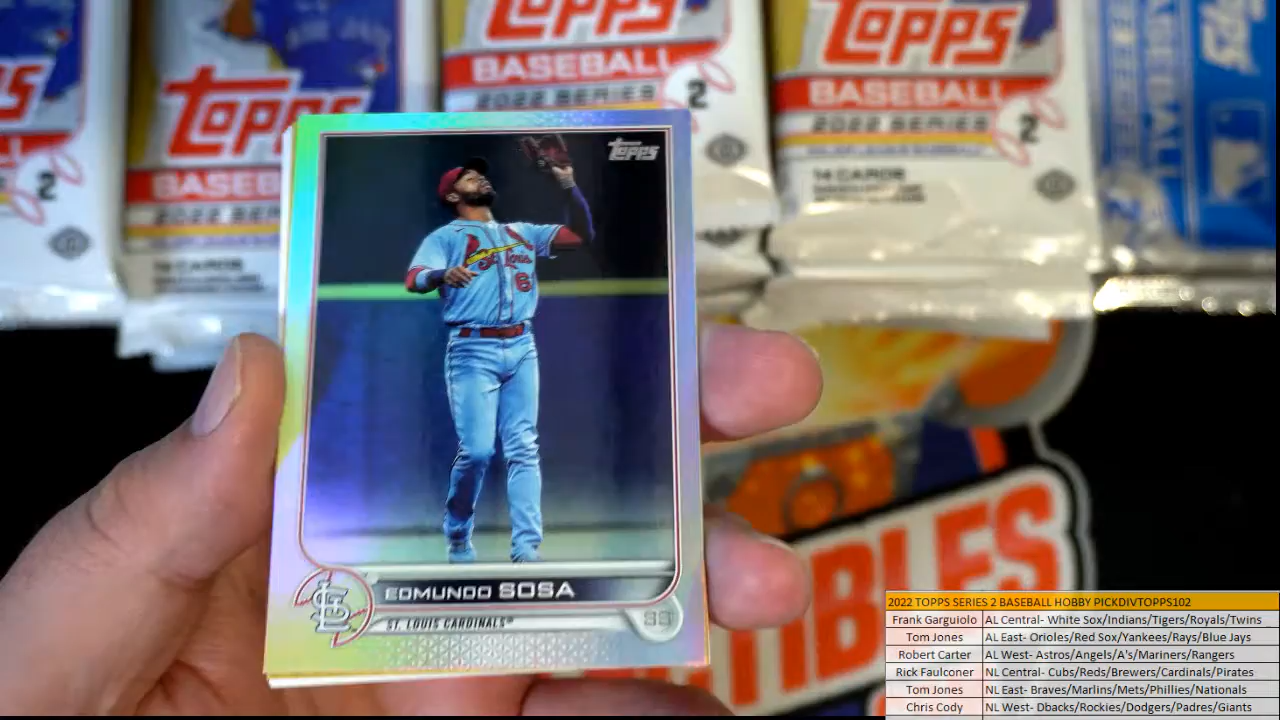 TOPPS
TOPPS
TOPPS
BASEBALL
2022 SERIES 2
BASEBALL
2022 SERIES 2
14 CARDS
14 CARDS
TOPPS
St. Louis
6
EDMUNDO SOSA
ST. LOUIS CARDINALS®
SS
2022 TOPPS SERIES 2 BASEBALL HOBBY PICKDIVTOPPS102
Frank Garguiolo AL Central- White Sox/Indians/Tigers/Royals/Twins
Tom Jones AL East- Orioles/Red Sox/Yankees/Rays/Blue Jays
Robert Carter AL West- Astros/Angels/A's/Mariners/Rangers
Rick Faulconer NL Central- Cubs/Reds/Brewers/Cardinals/Pirates
Tom Jones NL East- Braves/Marlins/Mets/Phillies/Nationals
Chris Cody NL West- Dbacks/Rockies/Dodgers/Padres/Giants